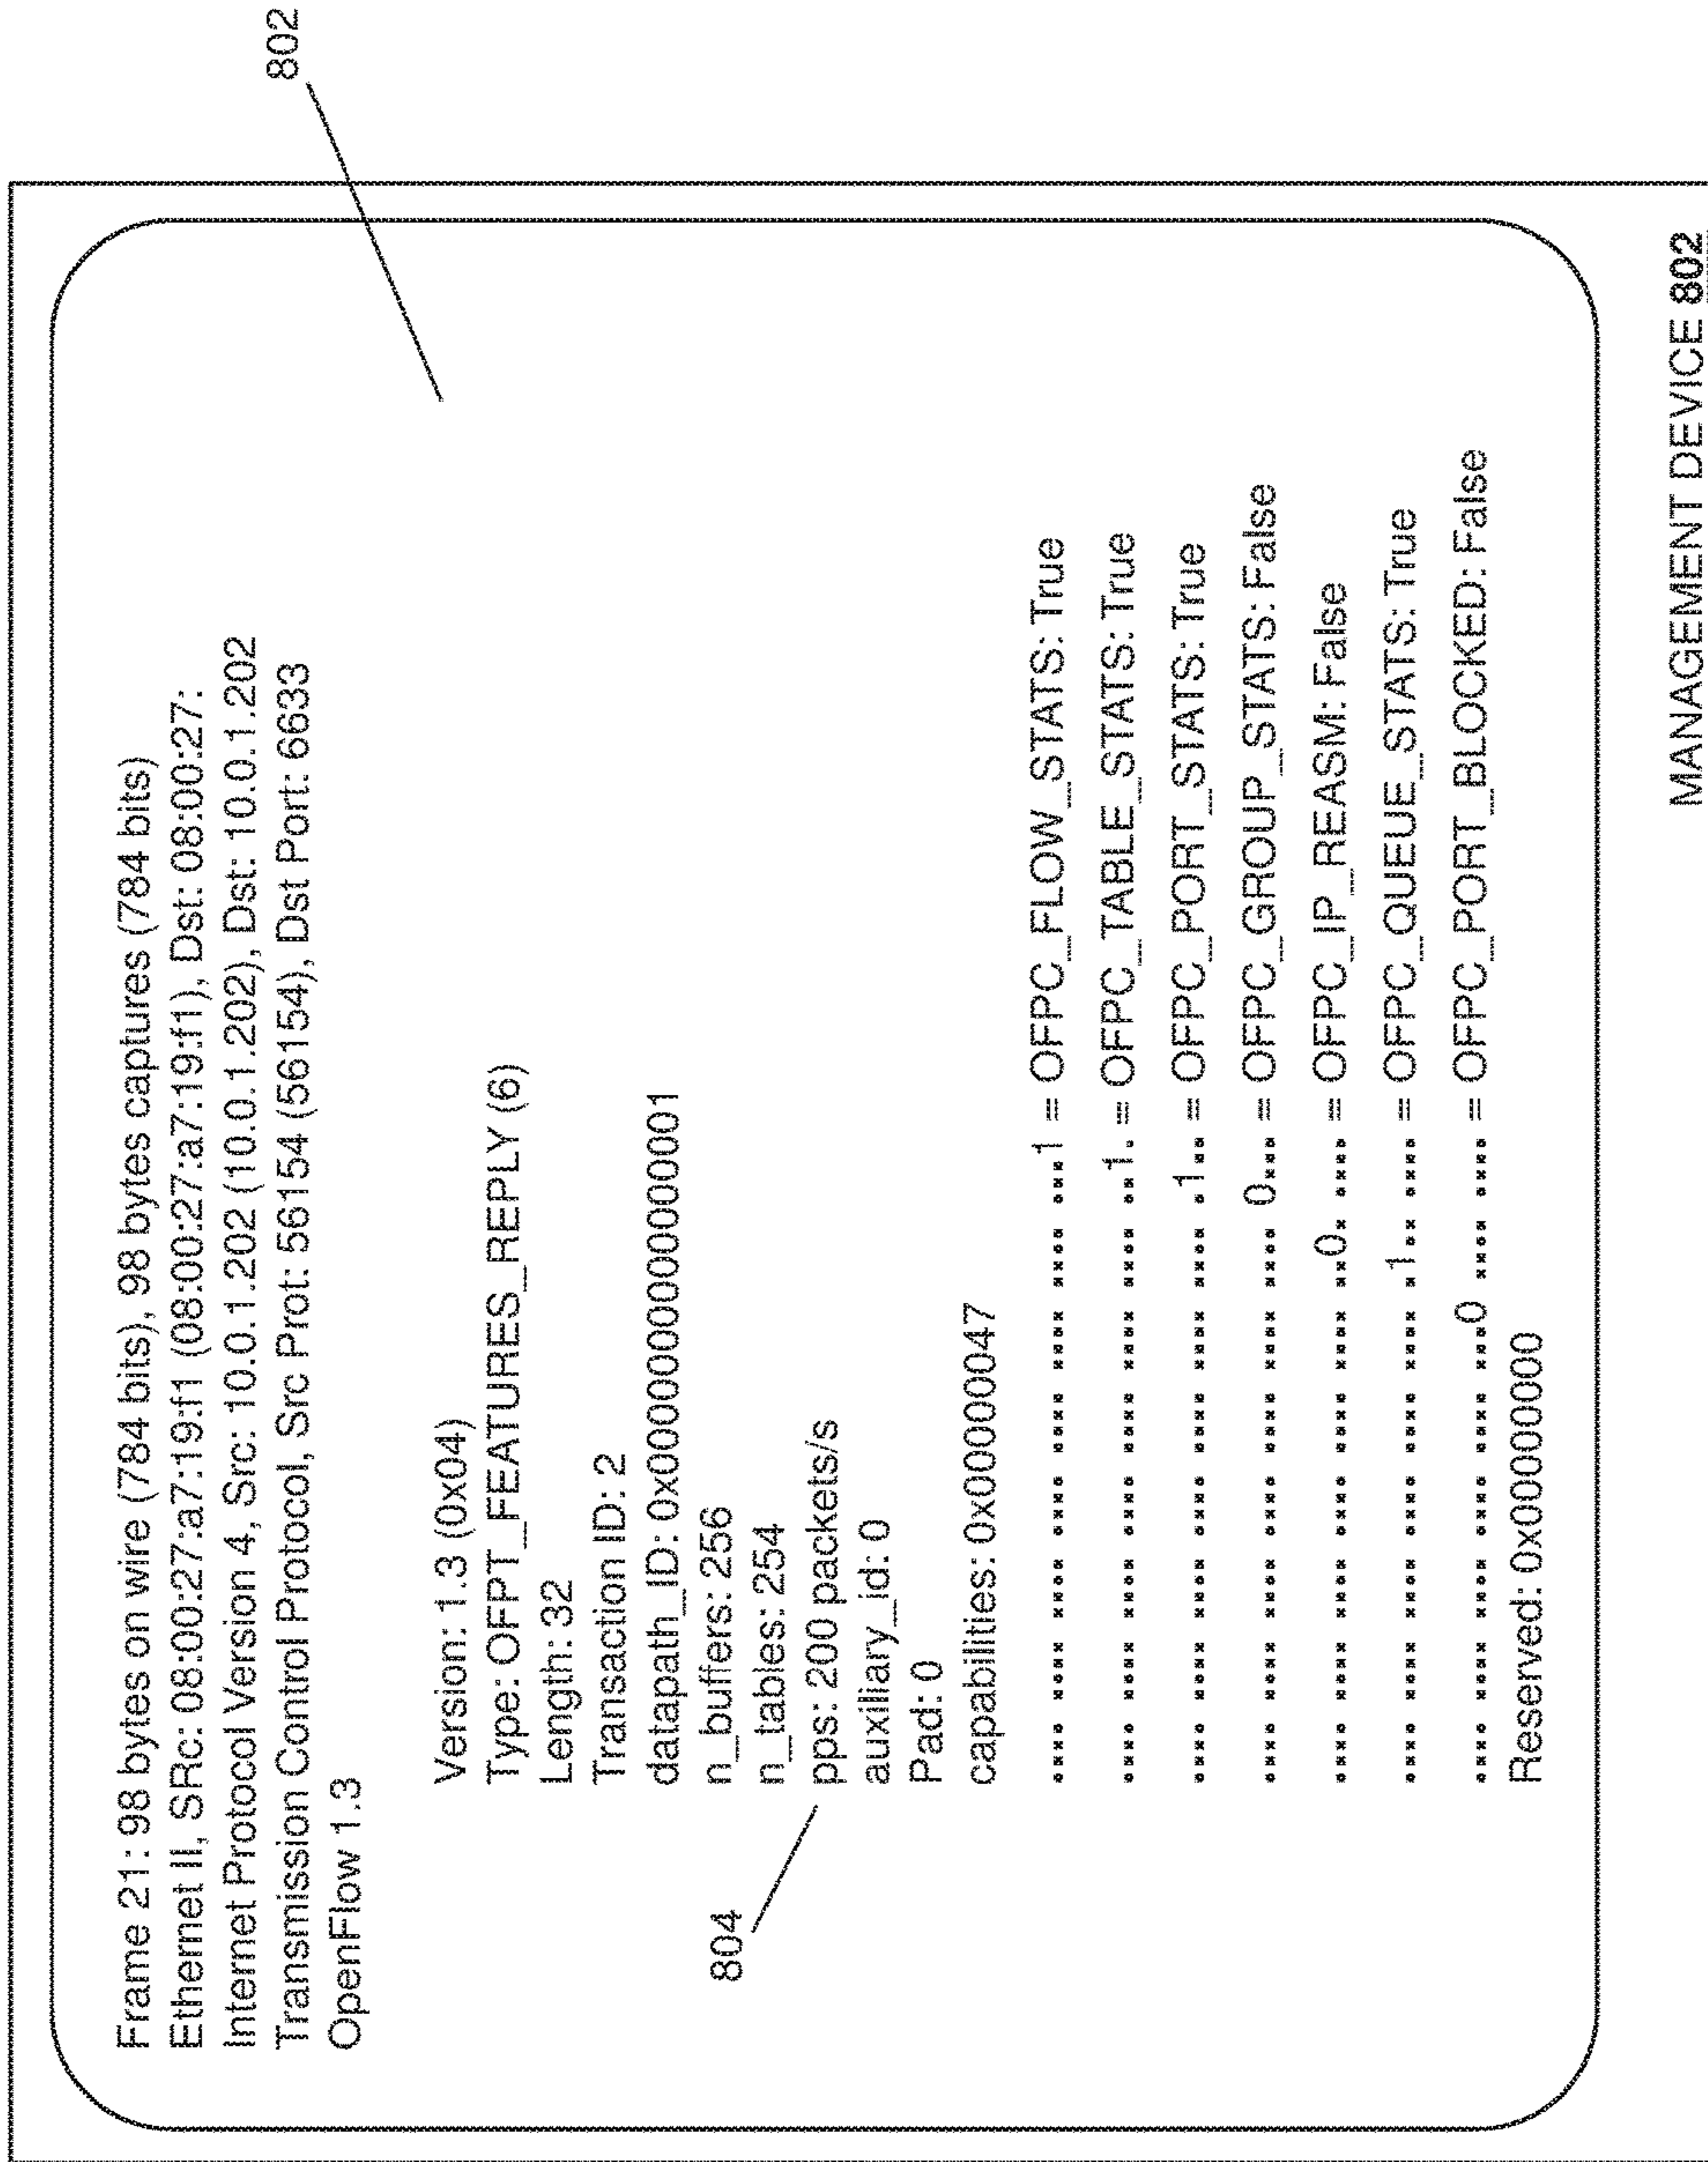 802
Frame 21: 98 bytes on wire (784 bits), 98 bytes captures (784 bits)
Ethernet II, SRc: 08:00:27:a7:19:f1 (08:00:27:a7:19:f1), Dst: 08:00:27:
Internet Protocol Version 4, Src: 10.0.1.202 (10.0.1.202), Dst: 10.0.1.202
Transmission Control Protocol, Src Prot: 56154 (56154), Dst Port: 6633
OpenFlow 1.3
Version: 1.3 (0x04)
Type: OFPT_FEATURES_REPLY (6)
Length: 32
Transaction ID: 2
datapath_ID: 0x0000000000000001
n_buffers: 256
n_tables: 254
804
pps: 200 packets/s
auxiliary_id: 0
Pad: 0
capabilities: 0x00000047
.... .... .... .... .... .... .... ...1 = OFPC_FLOW_STATS: True
.... .... .... .... .... .... .... ..1. = OFPC_TABLE_STATS: True
.... .... .... .... .... .... .... .1.. = OFPC_PORT_STATS: True
.... .... .... .... .... .... .... 0... = OFPC_GROUP_STATS: False
.... .... .... .... .... .... ..0. .... = OFPC_IP_REASM: False
.... .... .... .... .... .... .1.. .... = OFPC_QUEUE_STATS: True
.... .... .... .... .... ...0 .... .... = OFPC_PORT_BLOCKED: False
Reserved: 0x00000000
MANAGEMENT DEVICE 802